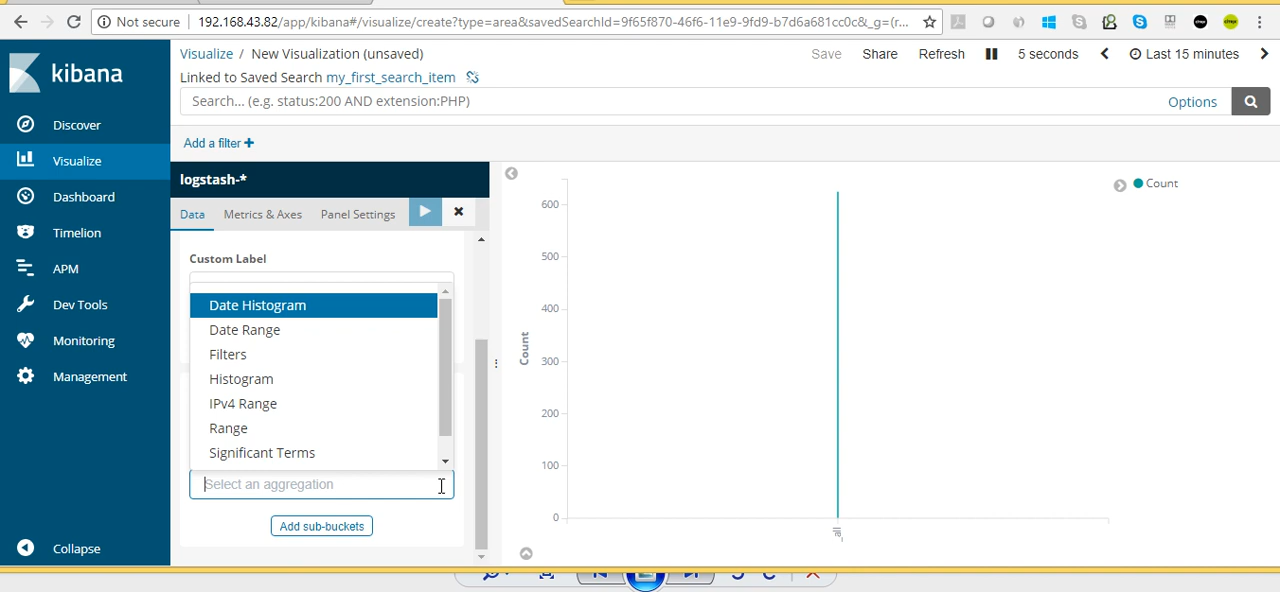 Not secure 192.168.43.82/app/kibana#/visualize/create?type=area&savedSearchId=9f65f870-46f6-11e9-9fd9-b7d6a681cc0c&_g=(r...
kibana
Discover
Visualize
Dashboard
Timelion
APM
Dev Tools
Monitoring
Management
Collapse
Visualize / New Visualization (unsaved)
Save Share Refresh 5 seconds Last 15 minutes
Linked to Saved Search my_first_search_item
Search... (e.g. status:200 AND extension:PHP) Options
Add a filter +
logstash-*
Data Metrics & Axes Panel Settings
Custom Label
Date Histogram
Date Range
Filters
Histogram
IPv4 Range
Range
Significant Terms
Select an aggregation
Add sub-buckets
Count
600
500
400
300
200
100
0
Count
_all